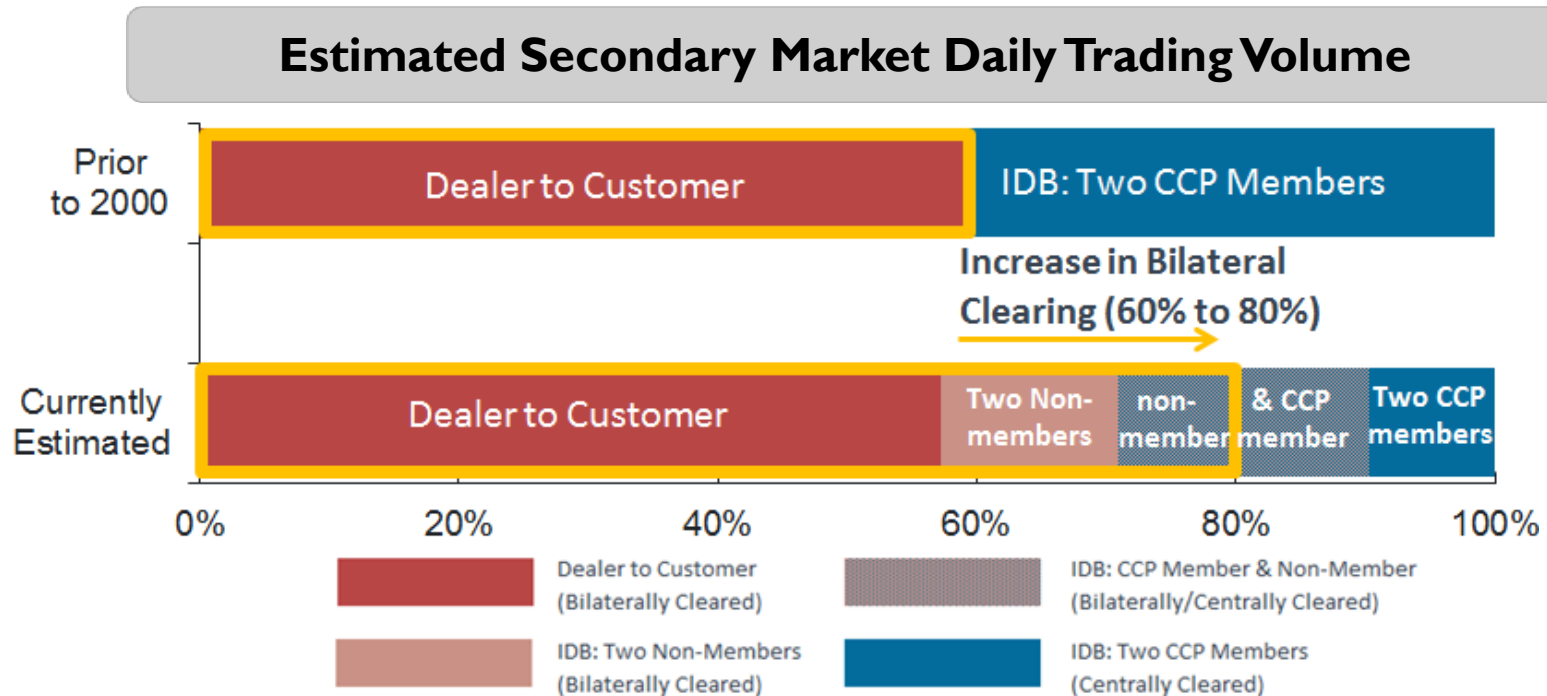 Estimated Secondary Market Daily Trading Volume
Prior
to 2000
Dealer to Customer
IDB: Two CCP Members
Increase in Bilateral
Clearing (60% to 80%)
Currently
Estimated
Dealer to Customer
Two Non-
members
non-
member
& CCP
member
Two CCP
members
0%
20%
40%
60%
80%
100%
Dealer to Customer
(Bilaterally Cleared)
IDB: CCP Member & Non-Member
(Bilaterally/Centrally Cleared)
IDB: Two Non-Members
(Bilaterally Cleared)
IDB: Two CCP Members
(Centrally Cleared)